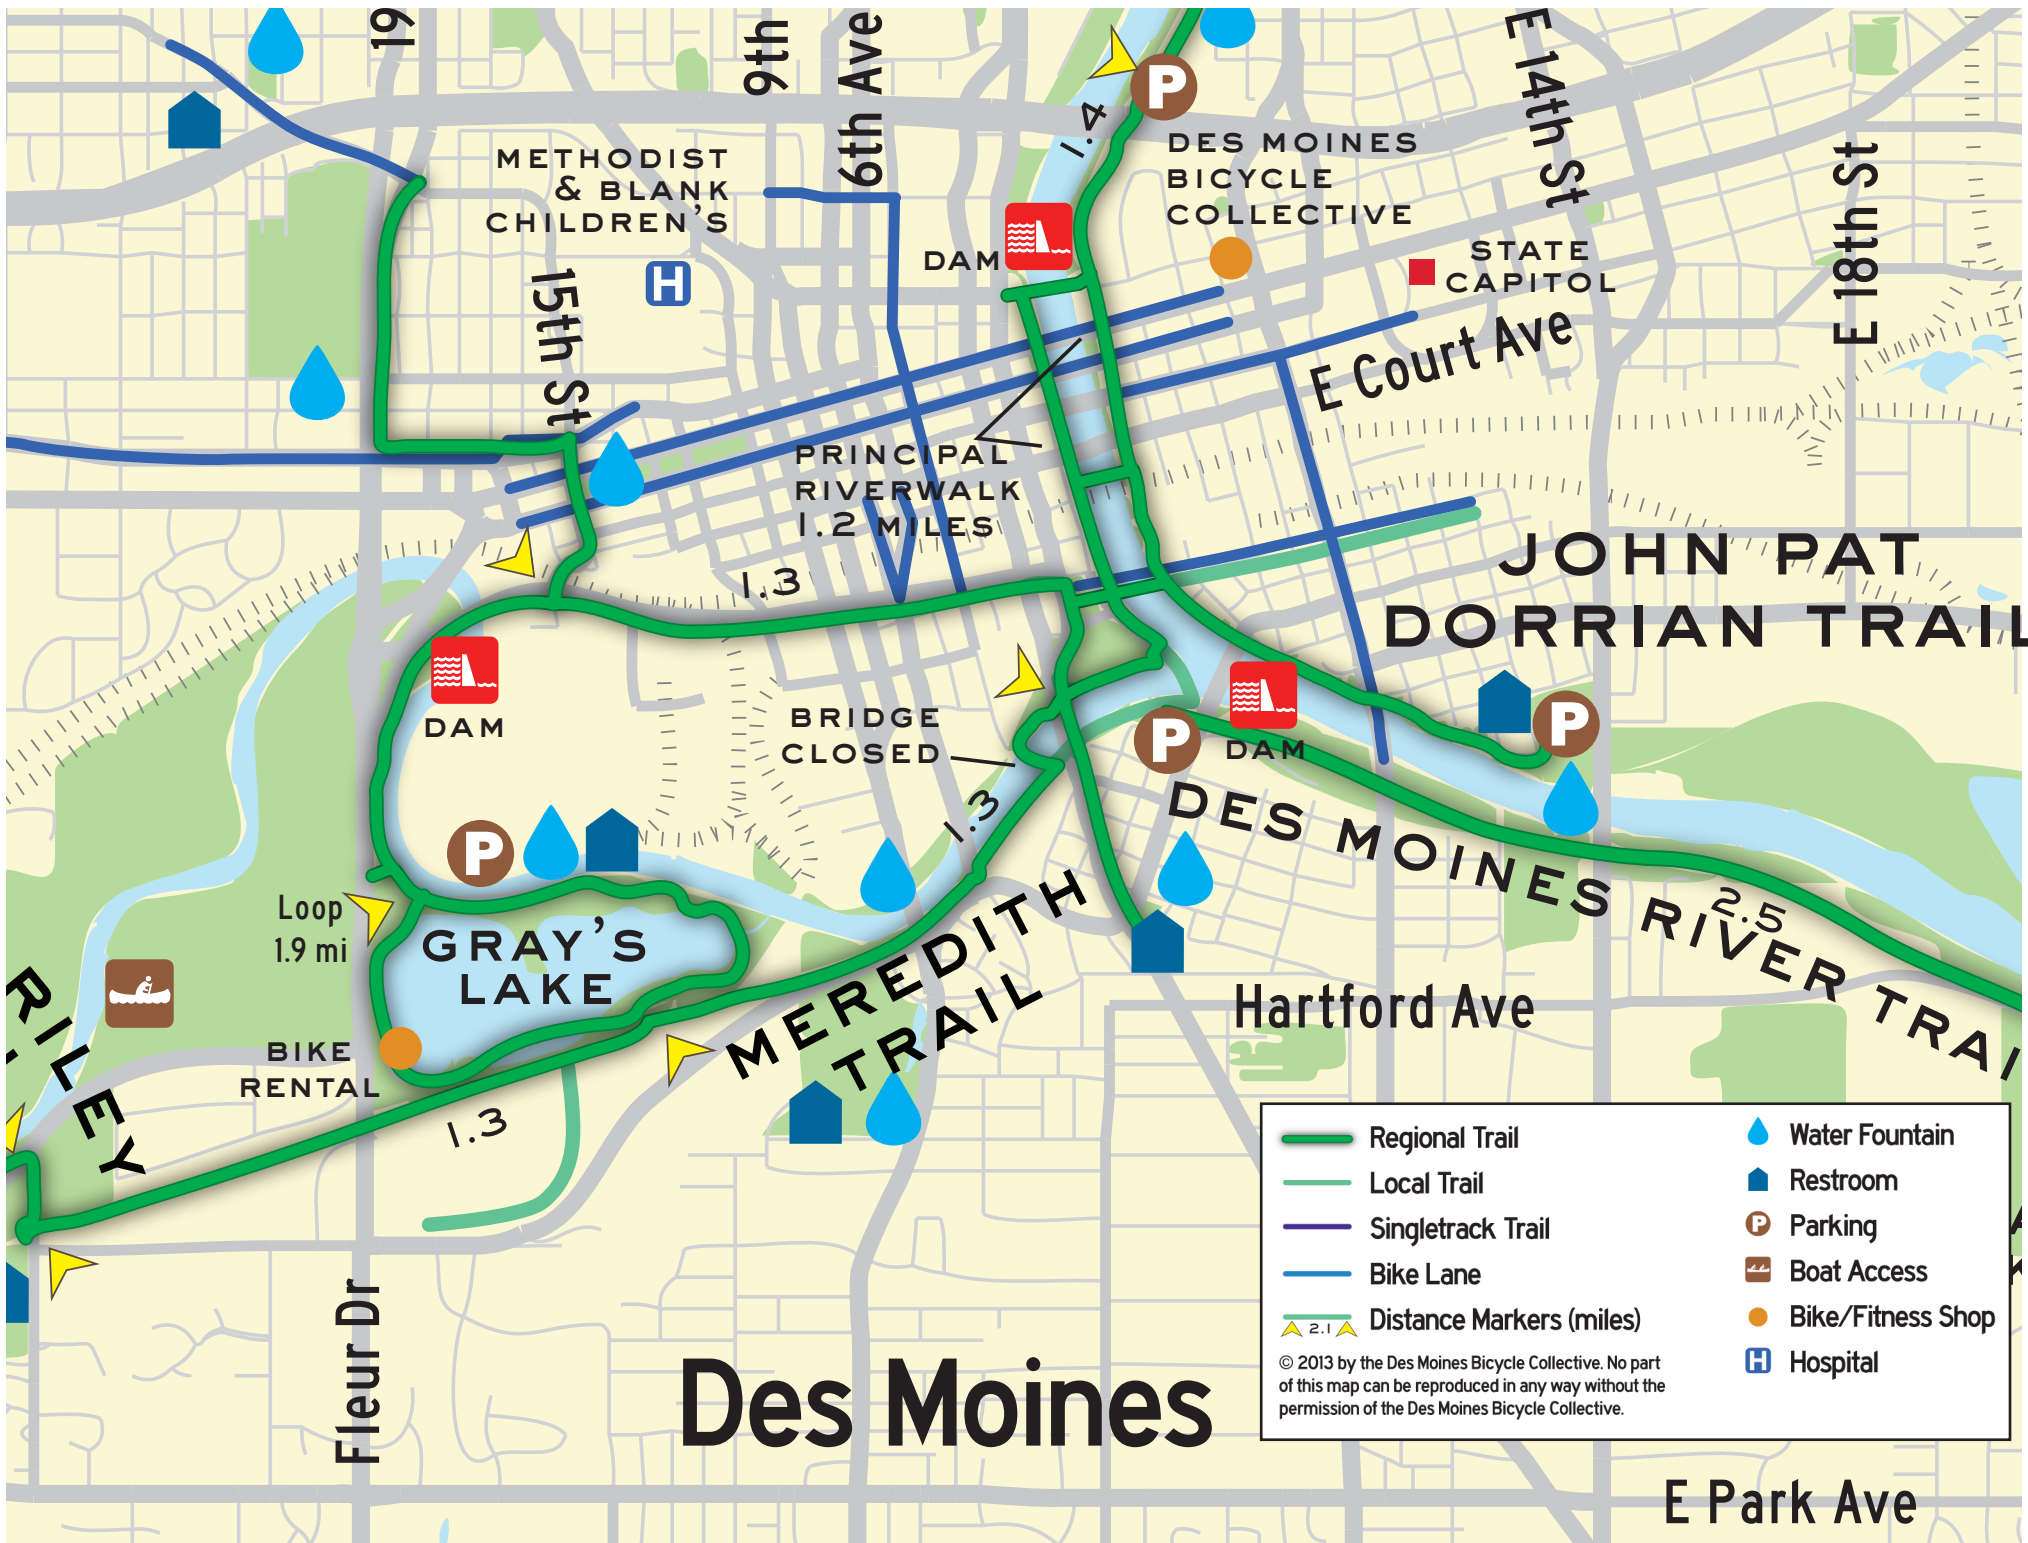 19
9th
6th Ave
E 14th St
E 18th St
1.4
P
METHODIST
& BLANK
CHILDREN'S
H
15th St
DES MOINES
BICYCLE
COLLECTIVE
DAM
STATE
CAPITOL
E Court Ave
PRINCIPAL
RIVERWALK
1.2 MILES
1.3
JOHN PAT
DORRIAN TRAIL
DAM
BRIDGE
CLOSED
P
DAM
P
1.3
P
DES MOINES RIVER TRAI
2.5
Loop
1.9 mi
GRAY'S
LAKE
MEREDITH
TRAIL
Hartford Ave
RILEY
BIKE
RENTAL
1.3
Fleur Dr
Des Moines
E Park Ave
Regional Trail
Local Trail
Singletrack Trail
Bike Lane
2.1 Distance Markers (miles)
© 2013 by the Des Moines Bicycle Collective. No part
of this map can be reproduced in any way without the
permission of the Des Moines Bicycle Collective.
Water Fountain
Restroom
P Parking
Boat Access
Bike/Fitness Shop
H Hospital